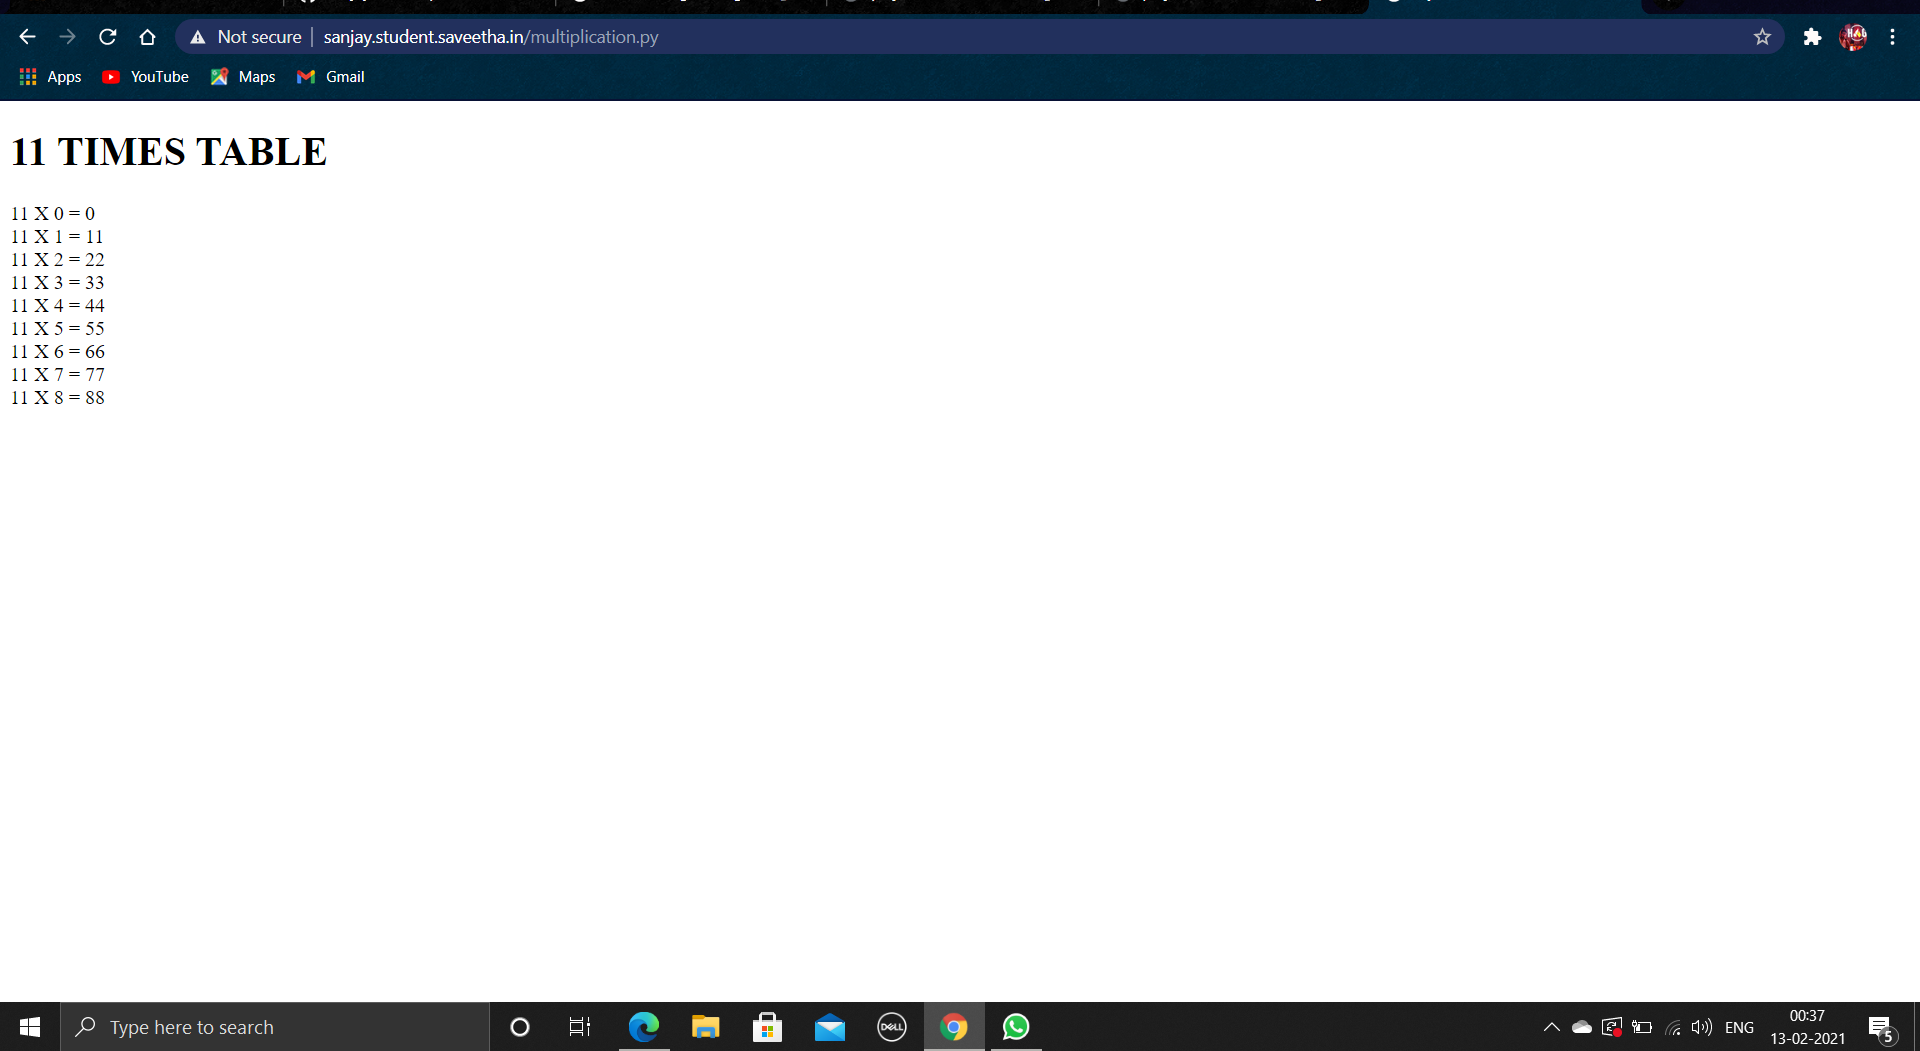 Not secure sanjay.student.saveetha.in/multiplication.py
Apps YouTube Maps Gmail
11 TIMES TABLE
11 X 0 = 0
11 X 1 = 11
11 X 2 = 22
11 X 3 = 33
11 X 4 = 44
11 X 5 = 55
11 X 6 = 66
11 X 7 = 77
11 X 8 = 88
Type here to search
DELL
ENG
00:37
13-02-2021
5